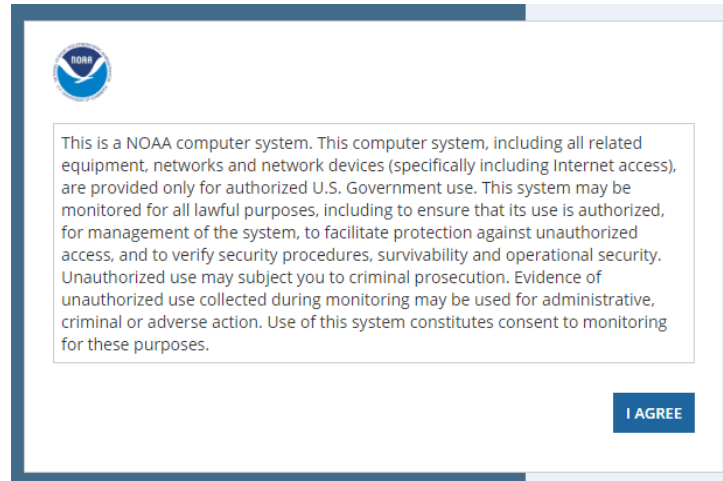 NOAA
This is a NOAA computer system. This computer system, including all related
equipment, networks and network devices (specifically including Internet access),
are provided only for authorized U.S. Government use. This system may be
monitored for all lawful purposes, including to ensure that its use is authorized,
for management of the system, to facilitate protection against unauthorized
access, and to verify security procedures, survivability and operational security.
Unauthorized use may subject you to criminal prosecution. Evidence of
unauthorized use collected during monitoring may be used for administrative,
criminal or adverse action. Use of this system constitutes consent to monitoring
for these purposes.
I AGREE